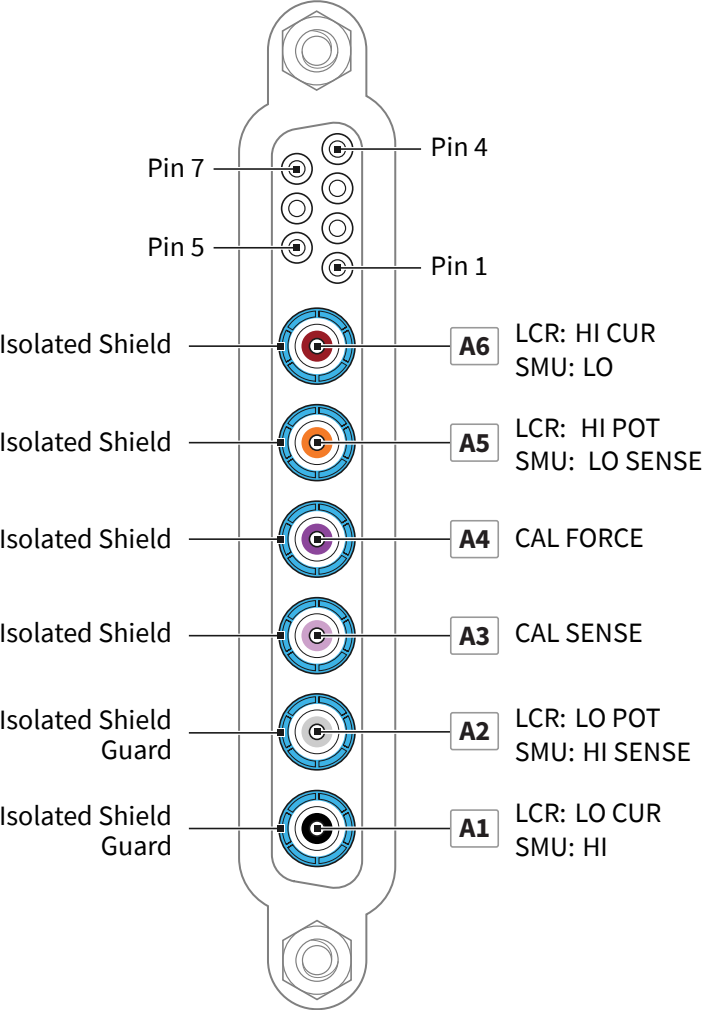 Pin 4
Pin 7
Pin 5
Pin 1
Isolated Shield
A6
LCR: HI CUR
SMU: LO
Isolated Shield
A5
LCR: HI POT
SMU: LO SENSE
Isolated Shield
A4
CAL FORCE
Isolated Shield
A3
CAL SENSE
Isolated Shield
Guard
A2
LCR: LO POT
SMU: HI SENSE
Isolated Shield
Guard
A1
LCR: LO CUR
SMU: HI